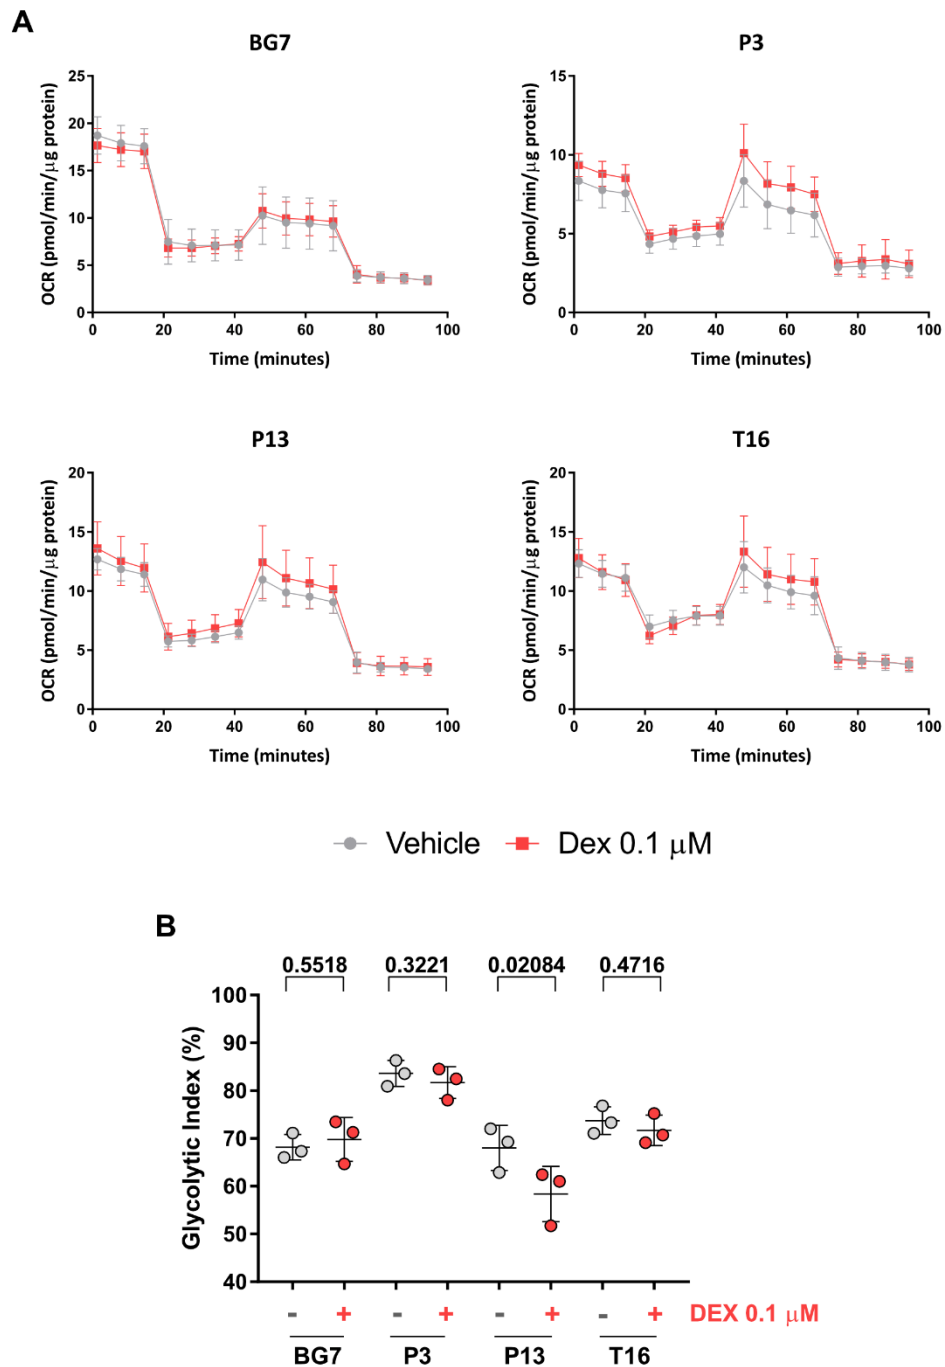 A
BG7
P3
25
20
15
10
5
0
OCR (pmol/min/µg protein)
0 20 40 60 80 100
Time (minutes)
15
10
5
0
OCR (pmol/min/µg protein)
0 20 40 60 80 100
Time (minutes)
P13
T16
20
15
10
5
0
OCR (pmol/min/µg protein)
0 20 40 60 80 100
Time (minutes)
20
15
10
5
0
OCR (pmol/min/µg protein)
0 20 40 60 80 100
Time (minutes)
Vehicle Dex 0.1 µM
B
0.5518 0.3221 0.02084 0.4716
100
90
80
70
60
50
40
Glycolytic Index (%)
- + - + - + - + DEX 0.1 µM
BG7 P3 P13 T16